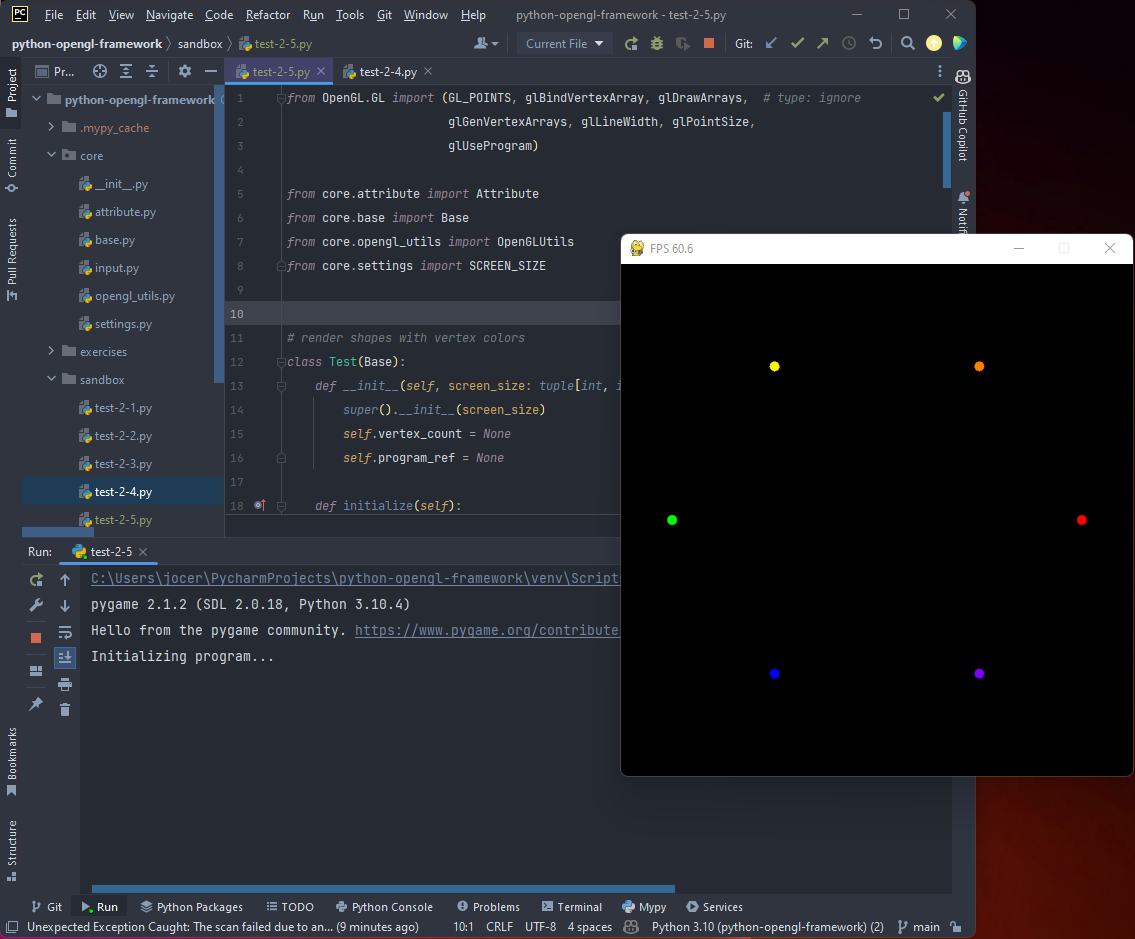 PC File Edit View Navigate Code Refactor Run Tools Git Window Help python-opengl-framework - test-2-5.py
python-opengl-framework sandbox test-2-5.py Current File Git:
Project
Pr... test-2-5.py test-2-4.py
python-opengl-framework
.mypy_cache
core
__init__.py
attribute.py
base.py
input.py
opengl_utils.py
settings.py
exercises
sandbox
test-2-1.py
test-2-2.py
test-2-3.py
test-2-4.py
test-2-5.py
Commit
Pull Requests
Bookmarks
Structure
1 from OpenGL.GL import (GL_POINTS, glBindVertexArray, glDrawArrays,  # type: ignore
2 glGenVertexArrays, glLineWidth, glPointSize,
3 glUseProgram)
4
5 from core.attribute import Attribute
6 from core.base import Base
7 from core.opengl_utils import OpenGLUtils
8 from core.settings import SCREEN_SIZE
9
10
11 # render shapes with vertex colors
12 class Test(Base):
13 def __init__(self, screen_size: tuple[int, i
14 super().__init__(screen_size)
15 self.vertex_count = None
16 self.program_ref = None
17
18 def initialize(self):
GitHub Copilot
Notifi
FPS 60.6
Run: test-2-5
C:\Users\jocer\PycharmProjects\python-opengl-framework\venv\Script
pygame 2.1.2 (SDL 2.0.18, Python 3.10.4)
Hello from the pygame community. https://www.pygame.org/contribute
Initializing program...
Git Run Python Packages TODO Python Console Problems Terminal Mypy Services
Unexpected Exception Caught: The scan failed due to an... (9 minutes ago) 10:1 CRLF UTF-8 4 spaces Python 3.10 (python-opengl-framework) (2) main